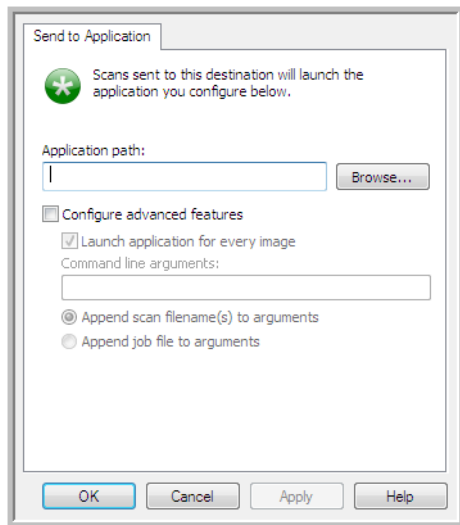 Send to Application
Scans sent to this destination will launch the
application you configure below.
Application path:
Browse...
Configure advanced features
Launch application for every image
Command line arguments:
Append scan filename(s) to arguments
Append job file to arguments
OK Cancel Apply Help